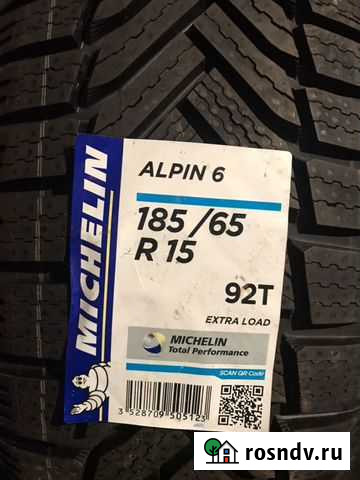 MICHELIN
ALPIN 6
185 /65
R 15
92T
EXTRA LOAD
MICHELIN
Total Performance
SCAN QR Code
3 528709 505123
rosndv.ru